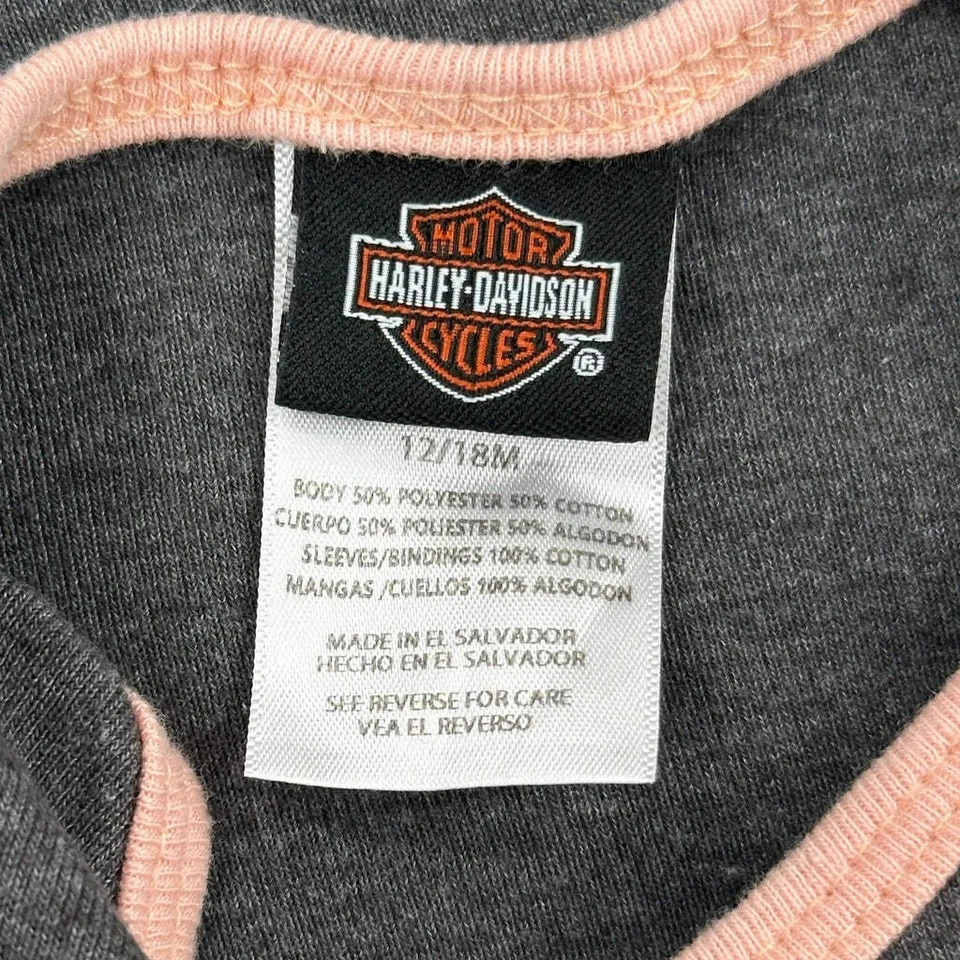 MOTOR
HARLEY-DAVIDSON
CYCLES
®
12/18M
BODY 50% POLYESTER 50% COTTON
CUERPO 50% POLIESTER 50% ALGODON
SLEEVES/BINDINGS 100% COTTON
MANGAS /CUELLOS 100% ALGODON
MADE IN EL SALVADOR
HECHO EN EL SALVADOR
SEE REVERSE FOR CARE
VEA EL REVERSO